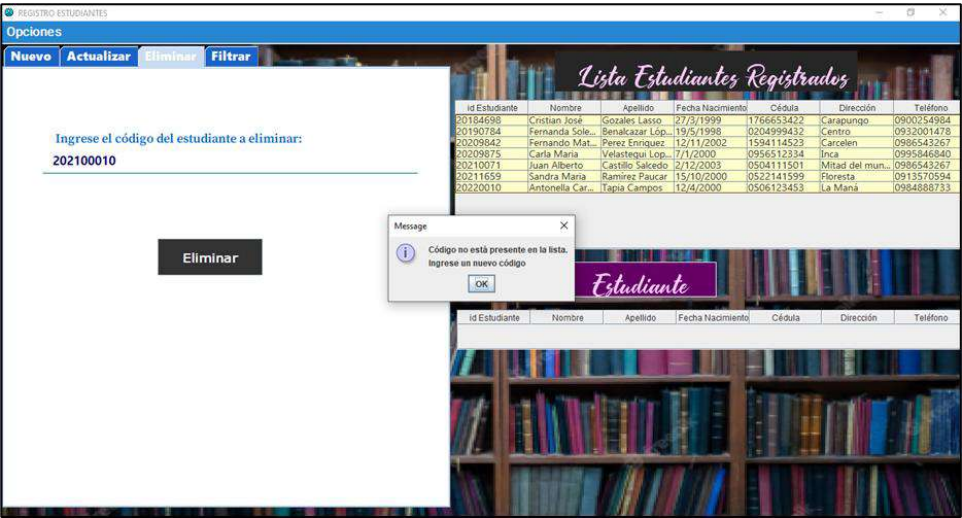 REGISTRO ESTUDIANTES
Opciones
Nuevo Actualizar Eliminar Filtrar
Ingrese el código del estudiante a eliminar:
202100010
Eliminar
Lista Estudiantes Registrados
id Estudiante Nombre Apellido Fecha Nacimiento Cédula Dirección Teléfono
20184698 Cristian José Gozales Lasso 27/3/1999 1766653422 Carapungo 0900254984
20190784 Fernanda Sole... Benalcazar Lóp... 19/5/1998 0204999432 Centro 0932001478
20209842 Fernando Mat... Perez Enriquez 12/11/2002 1594114523 Carcelen 0986543267
20209875 Carla Maria Velastegui Lop... 7/1/2000 0956512334 Inca 0995846840
20210071 Juan Alberto Castillo Salcedo 2/12/2003 0504111501 Mitad del mun... 0986543267
20211659 Sandra Maria Ramírez Paucar 15/10/2000 0522141599 Floresta 0913570594
20220010 Antonella Car... Tapia Campos 12/4/2000 0506123453 La Maná 0984888733
Message
Código no està presente en la lista.
Ingrese un nuevo código
OK
Estudiante
id Estudiante Nombre Apellido Fecha Nacimiento Cédula Dirección Teléfono